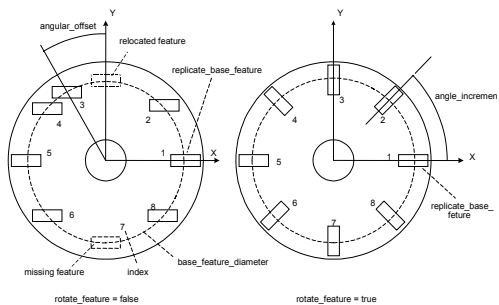 angular_offset
Y
relocated feature
replicate_base_feature
3
4
2
5
1
X
6
7
8
missing feature
index
base_feature_diameter
rotate_feature = false
Y
angle_incremen
3
4
2
5
1
X
replicate_base_
feture
6
7
8
rotate_feature = true